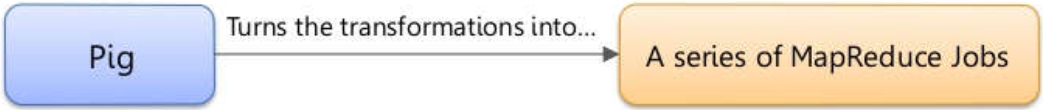 Pig
Turns the transformations into...
A series of MapReduce Jobs